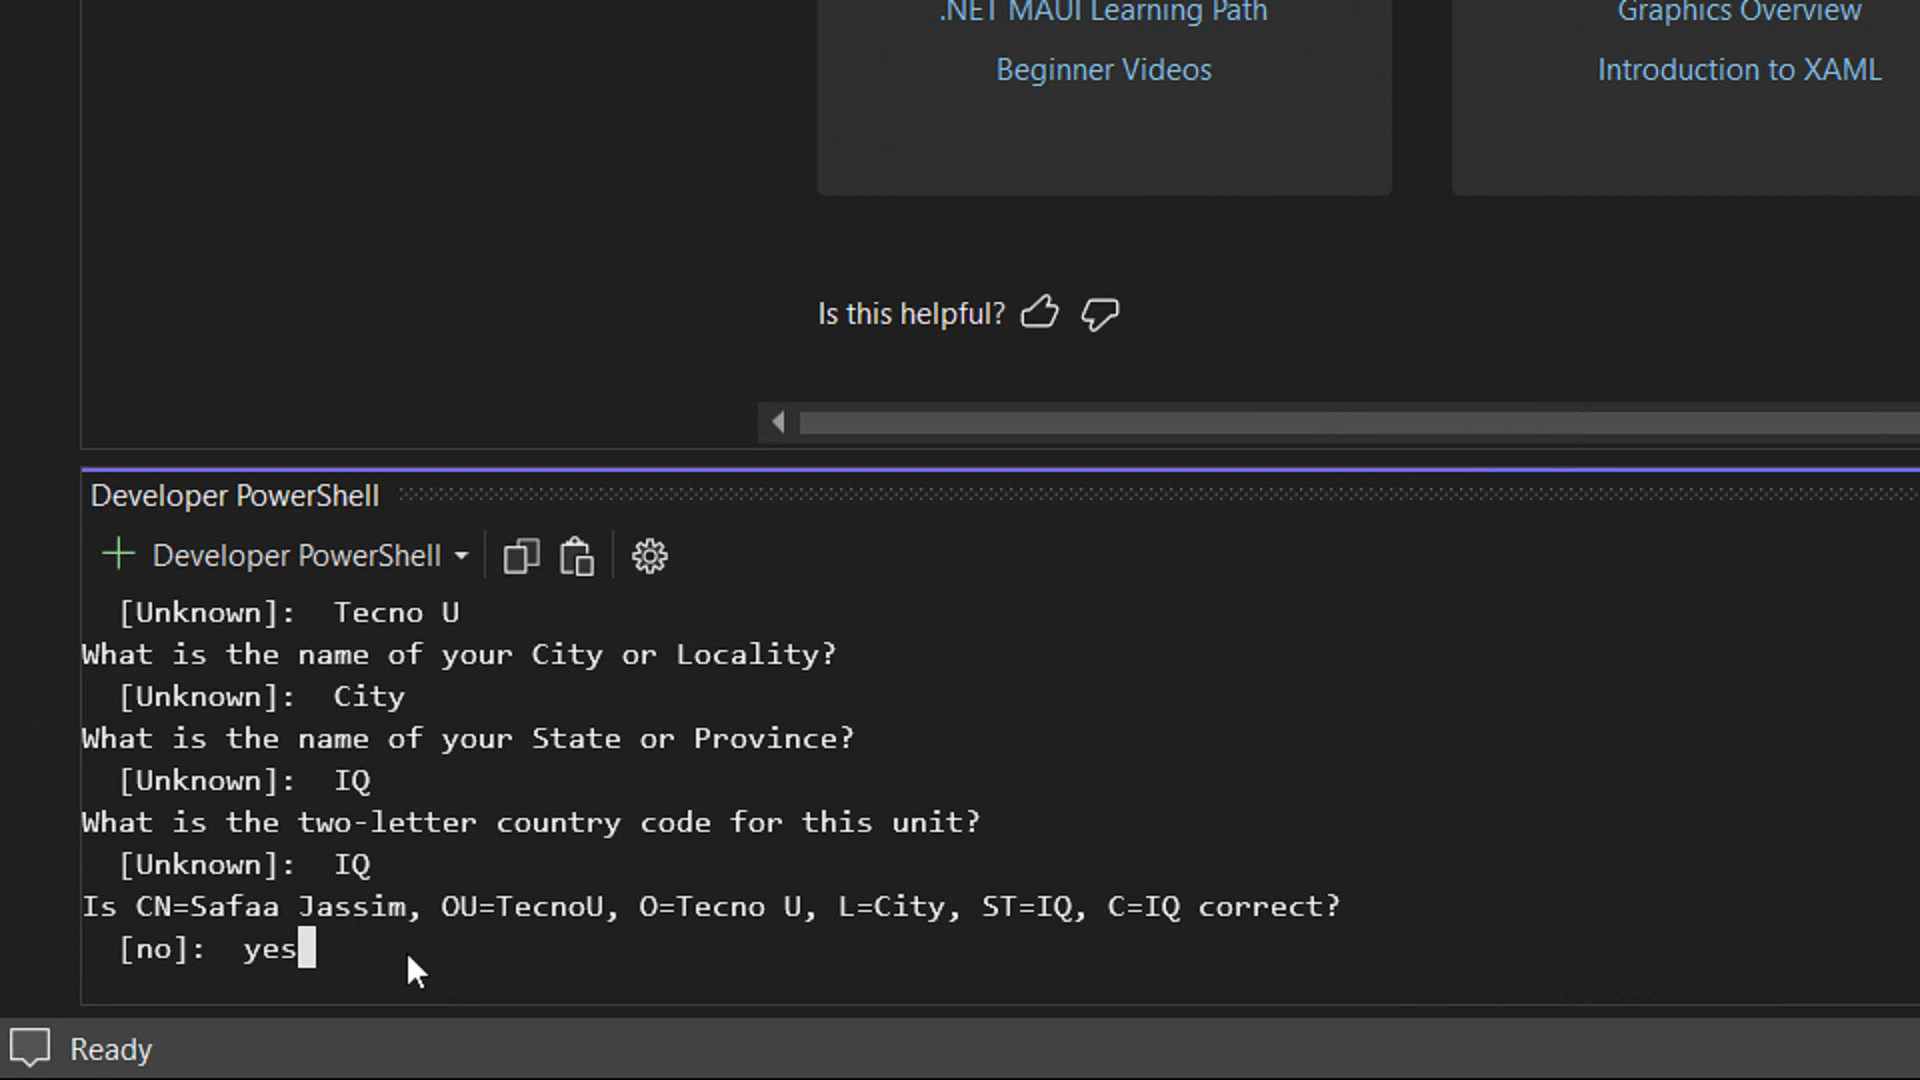 .NET MAUI Learning Path
Graphics Overview
Beginner Videos
Introduction to XAML
Is this helpful?
Developer PowerShell
Developer PowerShell
[Unknown]:  Tecno U
What is the name of your City or Locality?
[Unknown]:  City
What is the name of your State or Province?
[Unknown]:  IQ
What is the two-letter country code for this unit?
[Unknown]:  IQ
Is CN=Safaa Jassim, OU=TecnoU, O=Tecno U, L=City, ST=IQ, C=IQ correct?
[no]:  yes
Ready